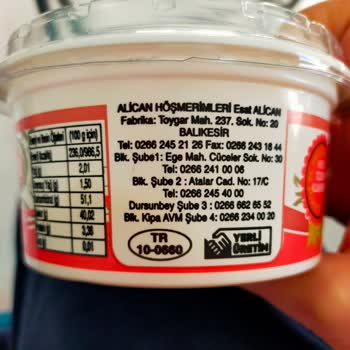 ALİCAN HÖŞMERİMLERİ Esat ALİCAN
Fabrika: Toygar Mah. 237. Sok. No: 20
BALIKESİR
Tel: 0266 245 21 26 Fax: 0266 243 16 44
Blk. Şube1: Ege Mah. Cüceler Sok. No: 30
Tel: 0266 241 00 06
Blk. Şube 2 : Atalar Cad. No: 17/C
Tel: 0266 245 40 00
Dursunbey Şube 3 : 0266 662 65 52
Blk. Kipa AVM Şube 4: 0266 234 00 20
TR
10-0660
YERLİ
ÜRETİM
(100 g için)
236,0/986,5
2,01
1,50
51,1
40,02
3,36
0,01